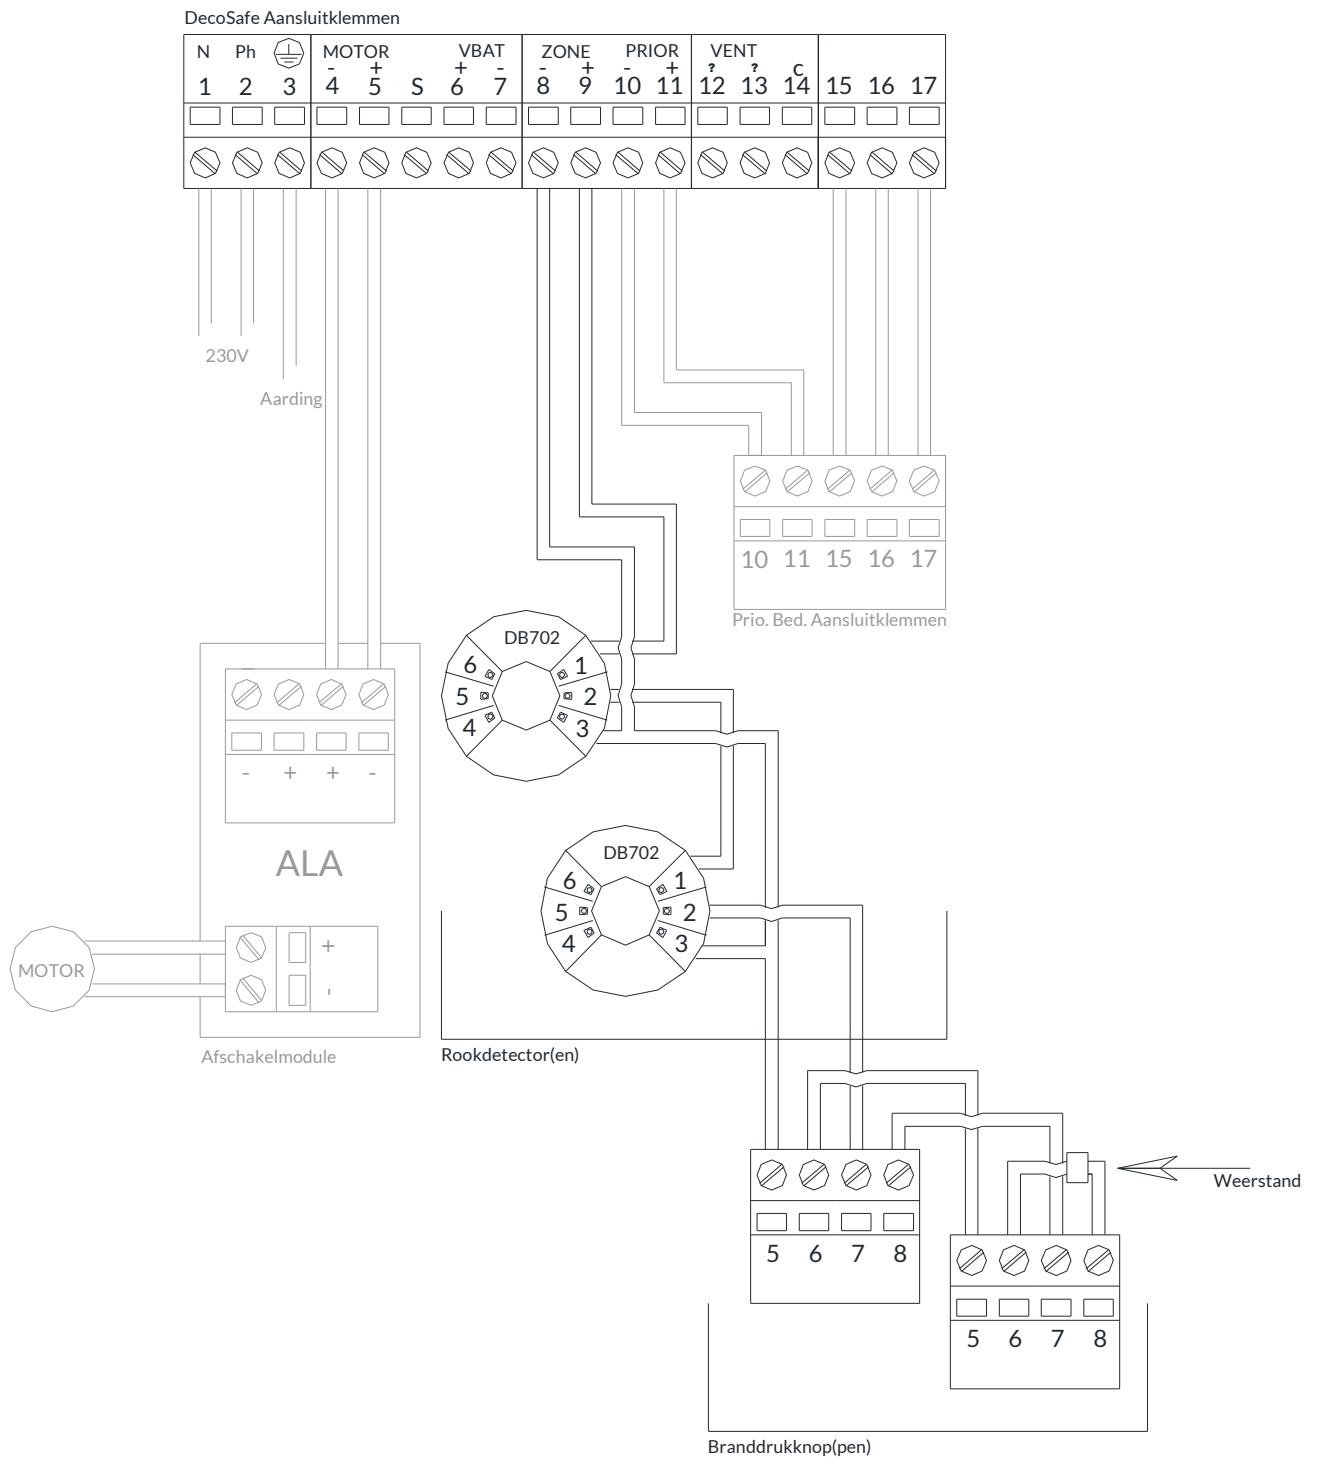 DecoSafe Aansluitklemmen
N Ph MOTOR VBAT ZONE PRIOR VENT
- + + - - + - + ? ? C
1 2 3 4 5 S 6 7 8 9 10 11 12 13 14 15 16 17
230V
Aarding
10 11 15 16 17
Prio. Bed. Aansluitklemmen
DB702
6 1
5 2
4 3
- + + -
ALA
DB702
6 1
5 2
4 3
MOTOR
+
-
Afschakelmodule
Rookdetector(en)
Weerstand
5 6 7 8
5 6 7 8
Branddrukknop(pen)